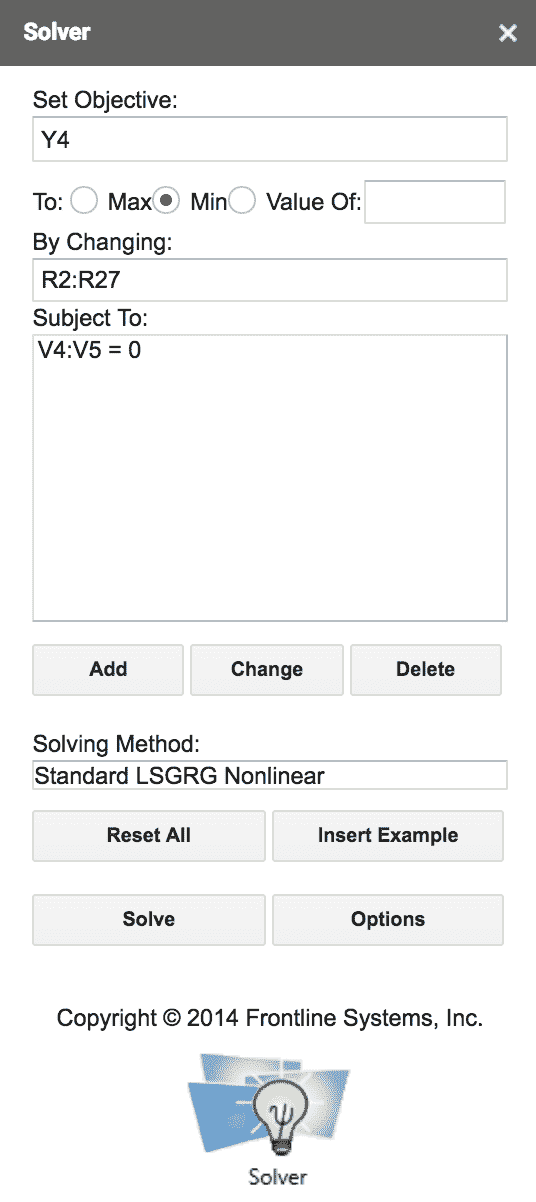 Solver ×
Set Objective:
Y4
To: Max Min Value Of:
By Changing:
R2:R27
Subject To:
V4:V5 = 0
Add Change Delete
Solving Method:
Standard LSGRG Nonlinear
Reset All Insert Example
Solve Options
Copyright © 2014 Frontline Systems, Inc.
Ψ
Solver